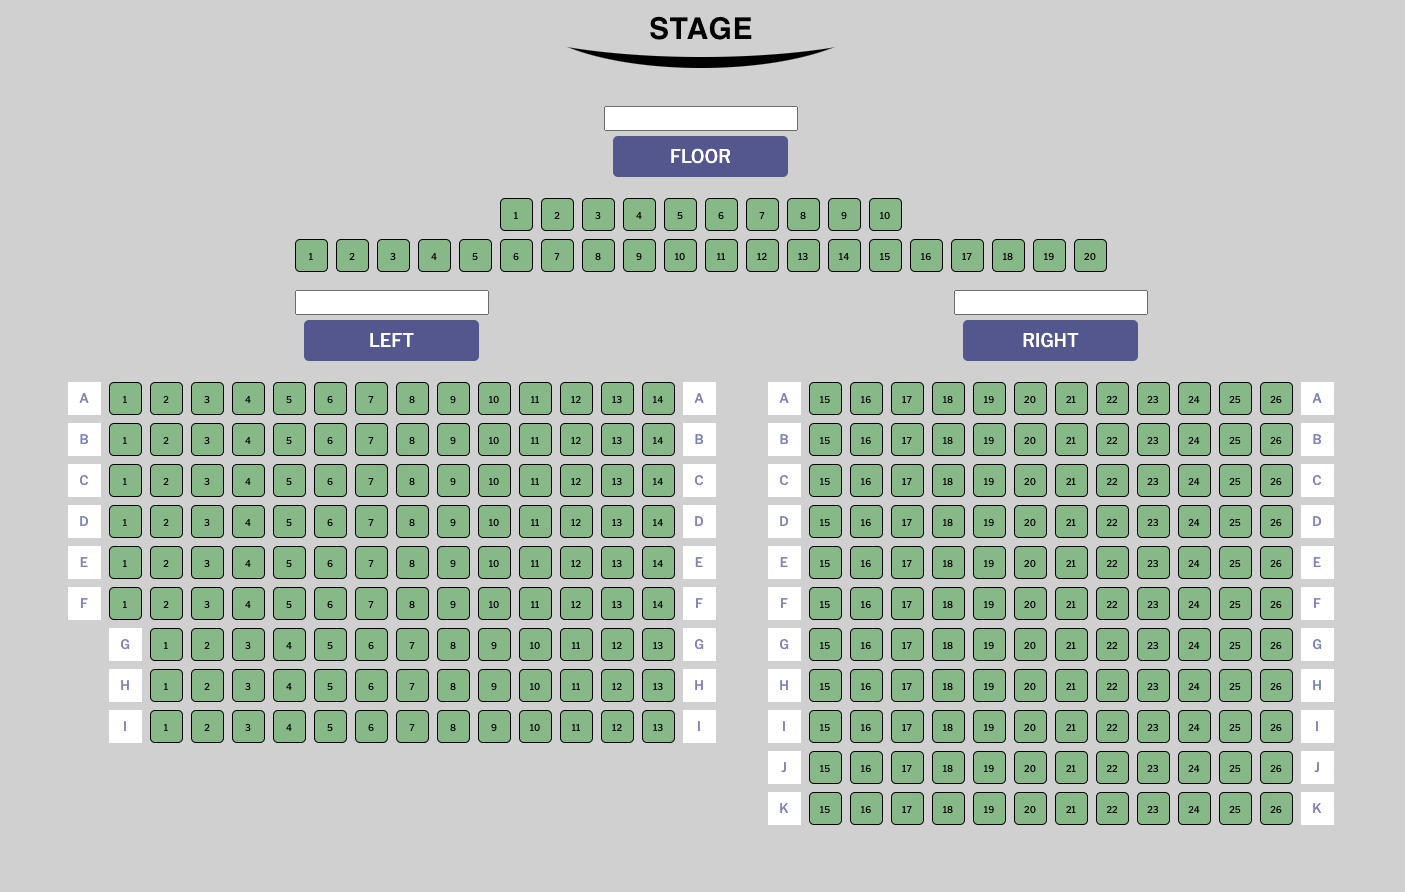 STAGE
FLOOR
1 2 3 4 5 6 7 8 9 10
1 2 3 4 5 6 7 8 9 10 11 12 13 14 15 16 17 18 19 20
LEFT
RIGHT
A 1 2 3 4 5 6 7 8 9 10 11 12 13 14 A
B 1 2 3 4 5 6 7 8 9 10 11 12 13 14 B
C 1 2 3 4 5 6 7 8 9 10 11 12 13 14 C
D 1 2 3 4 5 6 7 8 9 10 11 12 13 14 D
E 1 2 3 4 5 6 7 8 9 10 11 12 13 14 E
F 1 2 3 4 5 6 7 8 9 10 11 12 13 14 F
G 1 2 3 4 5 6 7 8 9 10 11 12 13 G
H 1 2 3 4 5 6 7 8 9 10 11 12 13 H
I 1 2 3 4 5 6 7 8 9 10 11 12 13 I
A 15 16 17 18 19 20 21 22 23 24 25 26 A
B 15 16 17 18 19 20 21 22 23 24 25 26 B
C 15 16 17 18 19 20 21 22 23 24 25 26 C
D 15 16 17 18 19 20 21 22 23 24 25 26 D
E 15 16 17 18 19 20 21 22 23 24 25 26 E
F 15 16 17 18 19 20 21 22 23 24 25 26 F
G 15 16 17 18 19 20 21 22 23 24 25 26 G
H 15 16 17 18 19 20 21 22 23 24 25 26 H
I 15 16 17 18 19 20 21 22 23 24 25 26 I
J 15 16 17 18 19 20 21 22 23 24 25 26 J
K 15 16 17 18 19 20 21 22 23 24 25 26 K